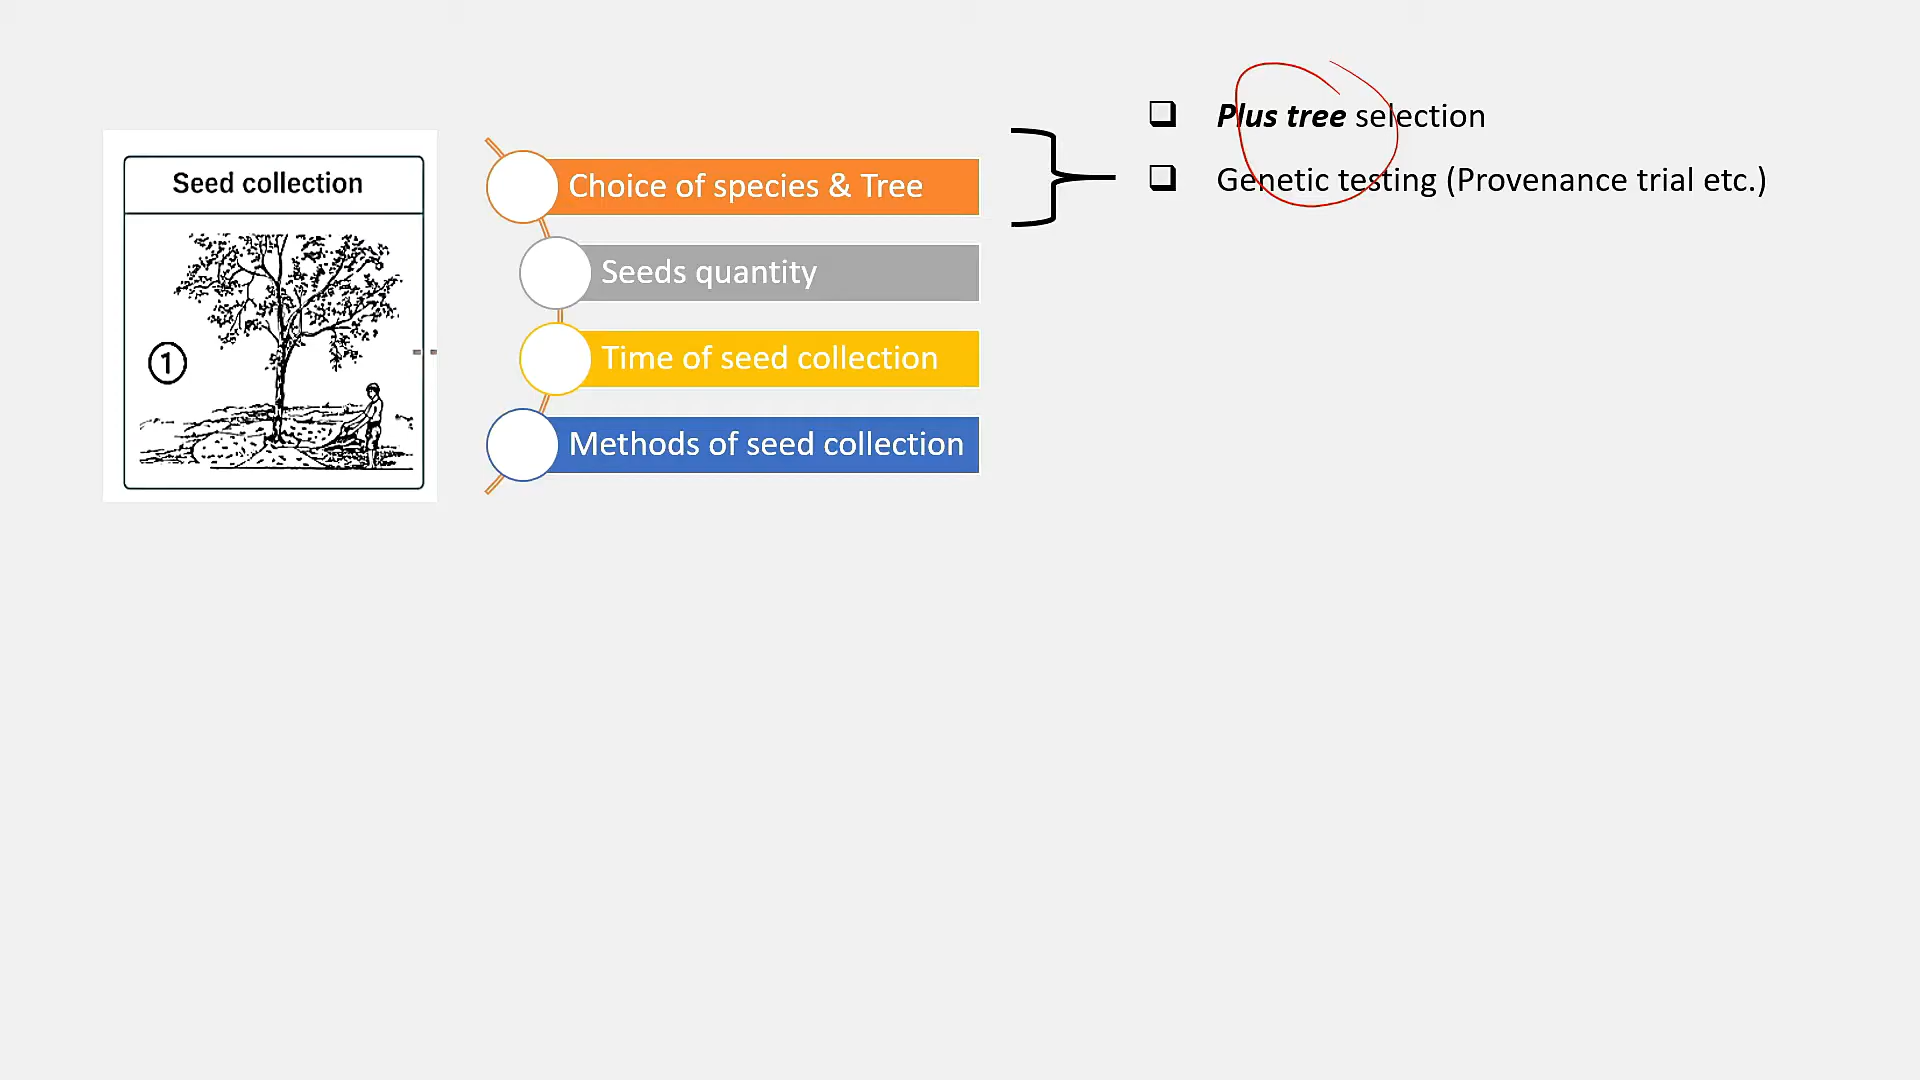 Seed collection
①
Choice of species & Tree
Seeds quantity
Time of seed collection
Methods of seed collection
❑ Plus tree selection
❑ Genetic testing (Provenance trial etc.)